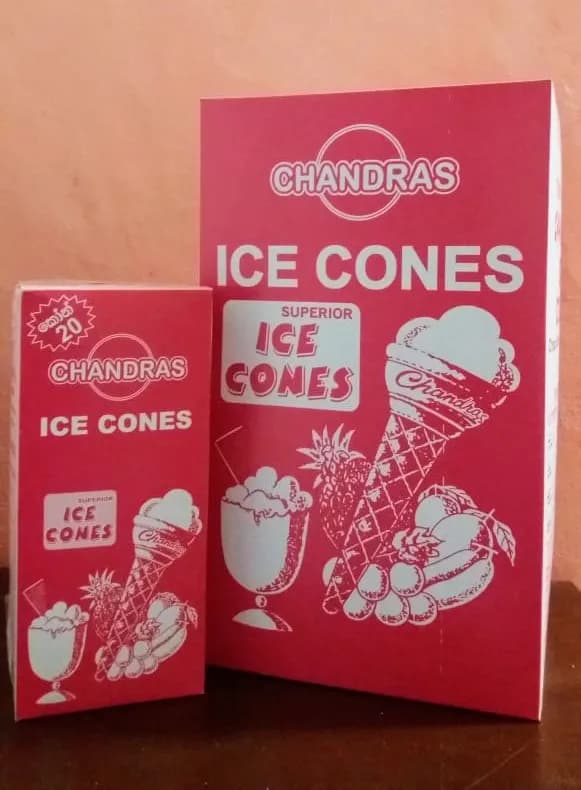 කෝන්
20
CHANDRAS
ICE CONES
SUPERIOR
ICE
CONES
Chandras
CHANDRAS
ICE CONES
SUPERIOR
ICE
CONES
Chandras